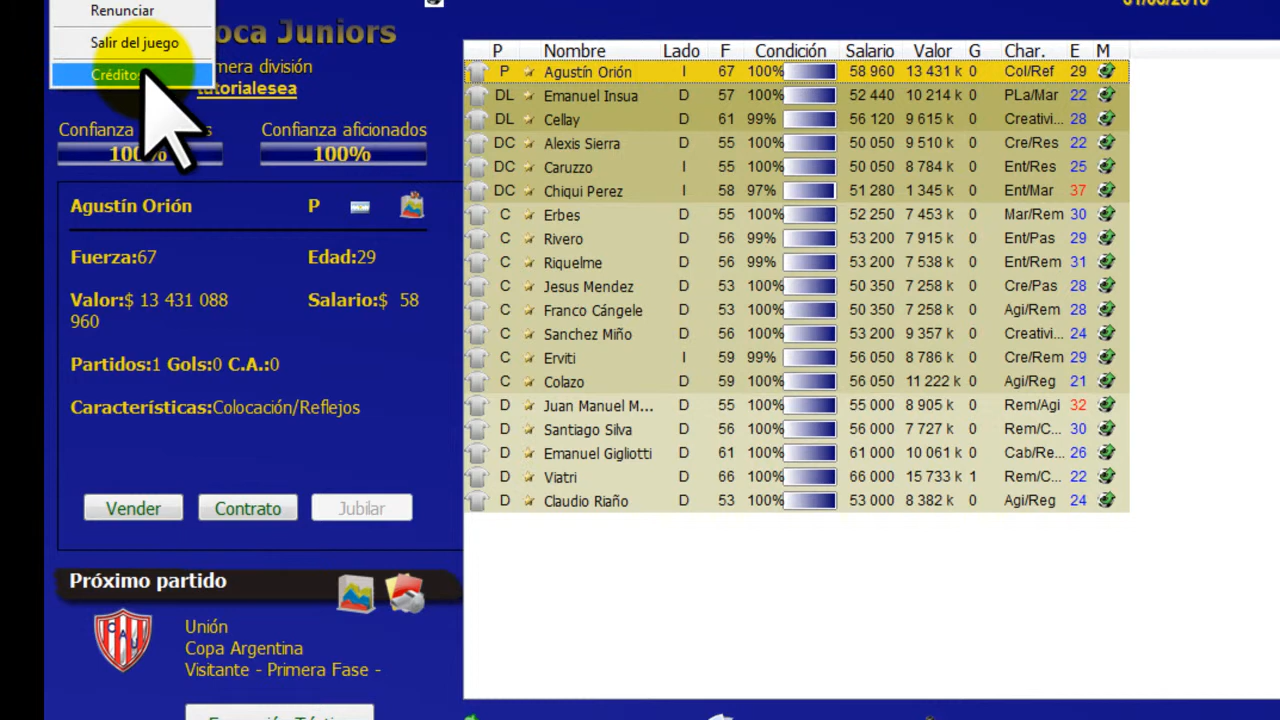 Renunciar
Salir del juego
Créditos
oca Juniors
mera división
tutorialesea
Confianza
Confianza aficionados
100%
100%
Agustín Orión P
Fuerza:67 Edad:29
Valor:$ 13 431 088 Salario:$ 58
960
Partidos:1 Gols:0 C.A.:0
Características:Colocación/Reflejos
Vender Contrato Jubilar
Próximo partido
Unión
Copa Argentina
Visitante - Primera Fase -
P Nombre Lado F Condición Salario Valor G Char. E M
P Agustín Orión I 67 100% 58 960 13 431 k 0 Col/Ref 29
DL Emanuel Insua D 57 100% 52 440 10 214 k 0 PLa/Mar 22
DL Cellay D 61 99% 56 120 9 615 k 0 Creativi... 28
DC Alexis Sierra D 55 100% 50 050 9 510 k 0 Cre/Res 22
DC Caruzzo I 55 100% 50 050 8 784 k 0 Ent/Res 25
DC Chiqui Perez I 58 97% 51 280 1 345 k 0 Ent/Mar 37
C Erbes D 55 100% 52 250 7 453 k 0 Mar/Rem 30
C Rivero D 56 99% 53 200 7 915 k 0 Ent/Pas 29
C Riquelme D 56 99% 53 200 7 538 k 0 Ent/Rem 31
C Jesus Mendez D 53 100% 50 350 7 258 k 0 Cre/Pas 28
C Franco Cángele D 53 100% 50 350 7 258 k 0 Agi/Rem 28
C Sanchez Miño D 56 100% 53 200 9 357 k 0 Creativi... 24
C Erviti I 59 99% 56 050 8 786 k 0 Cre/Rem 29
C Colazo D 59 100% 56 050 11 222 k 0 Agi/Reg 21
D Juan Manuel M... D 55 100% 55 000 8 905 k 0 Rem/Agi 32
D Santiago Silva D 56 100% 56 000 7 727 k 0 Rem/C... 30
D Emanuel Gigliotti D 61 100% 61 000 10 061 k 0 Cab/Re... 26
D Viatri D 66 100% 66 000 15 733 k 1 Rem/C... 22
D Claudio Riaño D 53 100% 53 000 8 382 k 0 Agi/Reg 24